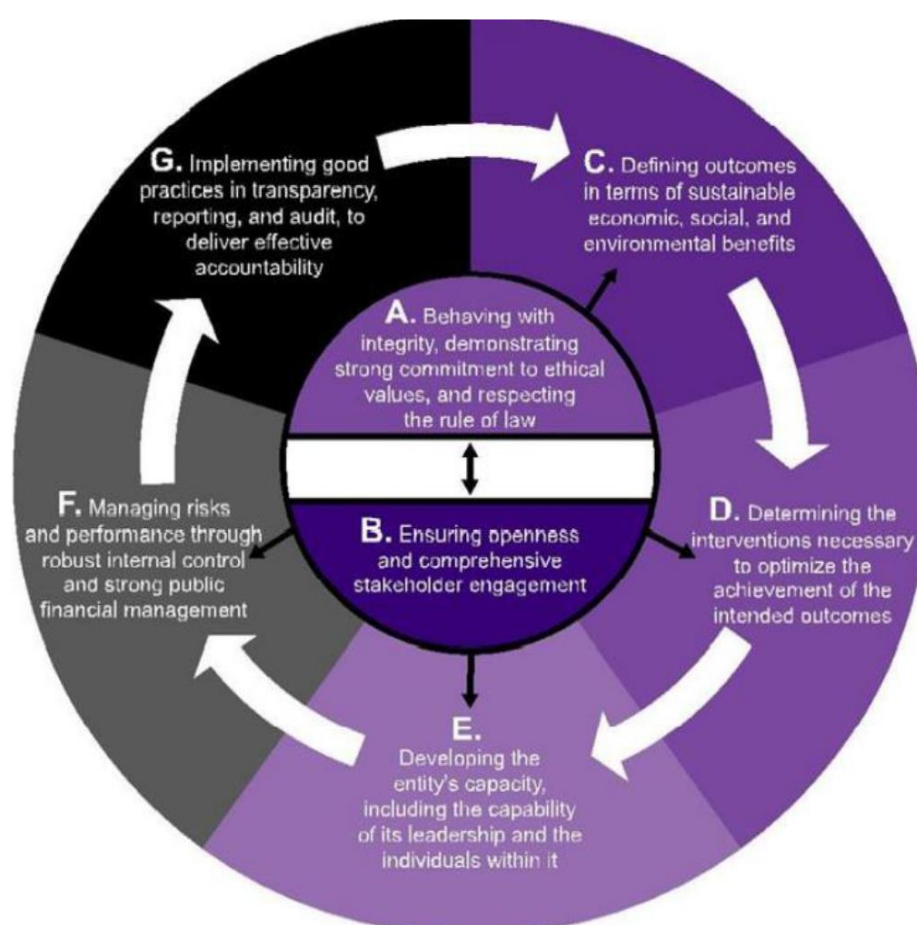 G. Implementing good
practices in transparency,
reporting, and audit, to
deliver effective
accountability
C. Defining outcomes
in terms of sustainable
economic, social, and
environmental benefits
A. Behaving with
integrity, demonstrating
strong commitment to ethical
values, and respecting
the rule of law
B. Ensuring openness
and comprehensive
stakeholder engagement
D. Determining the
interventions necessary
to optimize the
achievement of the
intended outcomes
E.
Developing the
entity's capacity,
including the capability
of its leadership and the
individuals within it
F. Managing risks
and performance through
robust internal control
and strong public
financial management